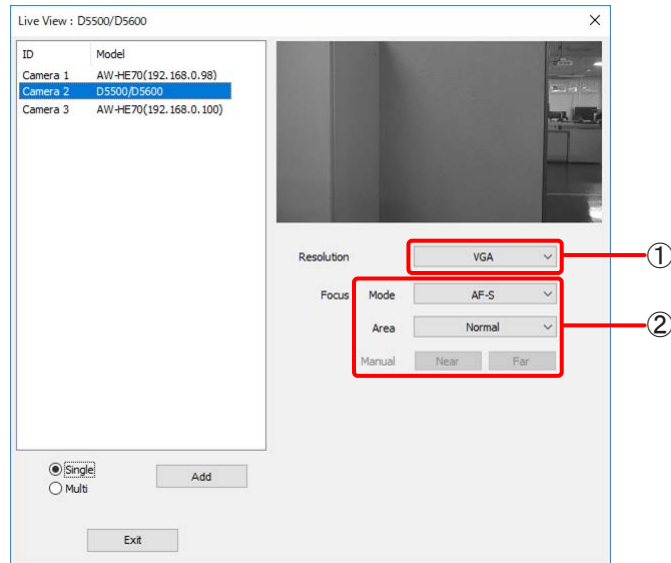 Live View : D5500/D5600
ID Model
Camera 1 AW-HE70(192.168.0.98)
Camera 2 D5500/D5600
Camera 3 AW-HE70(192.168.0.100)
Resolution VGA
①
Focus Mode AF-S
Area Normal
②
Manual Near Far
Single
Multi
Add
Exit